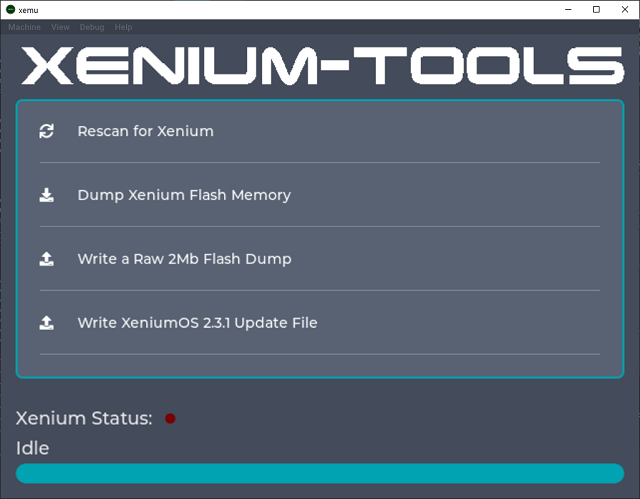 xemu
Machine View Debug Help
XENIUM-TOOLS
Rescan for Xenium
Dump Xenium Flash Memory
Write a Raw 2Mb Flash Dump
Write XeniumOS 2.3.1 Update File
Xenium Status:
Idle